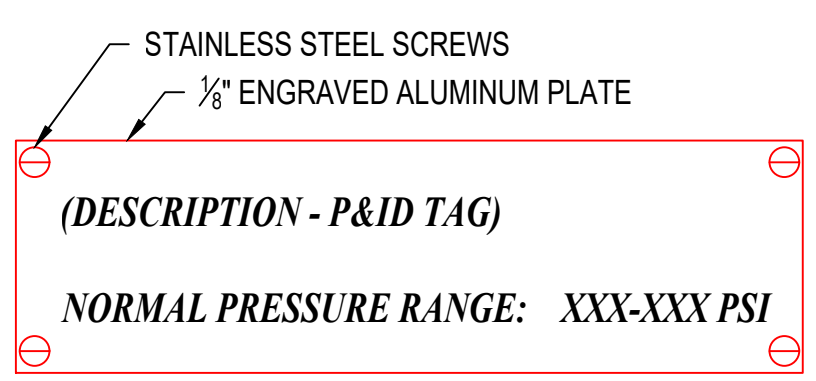 STAINLESS STEEL SCREWS
⅛" ENGRAVED ALUMINUM PLATE
(DESCRIPTION - P&ID TAG)
NORMAL PRESSURE RANGE: XXX-XXX PSI